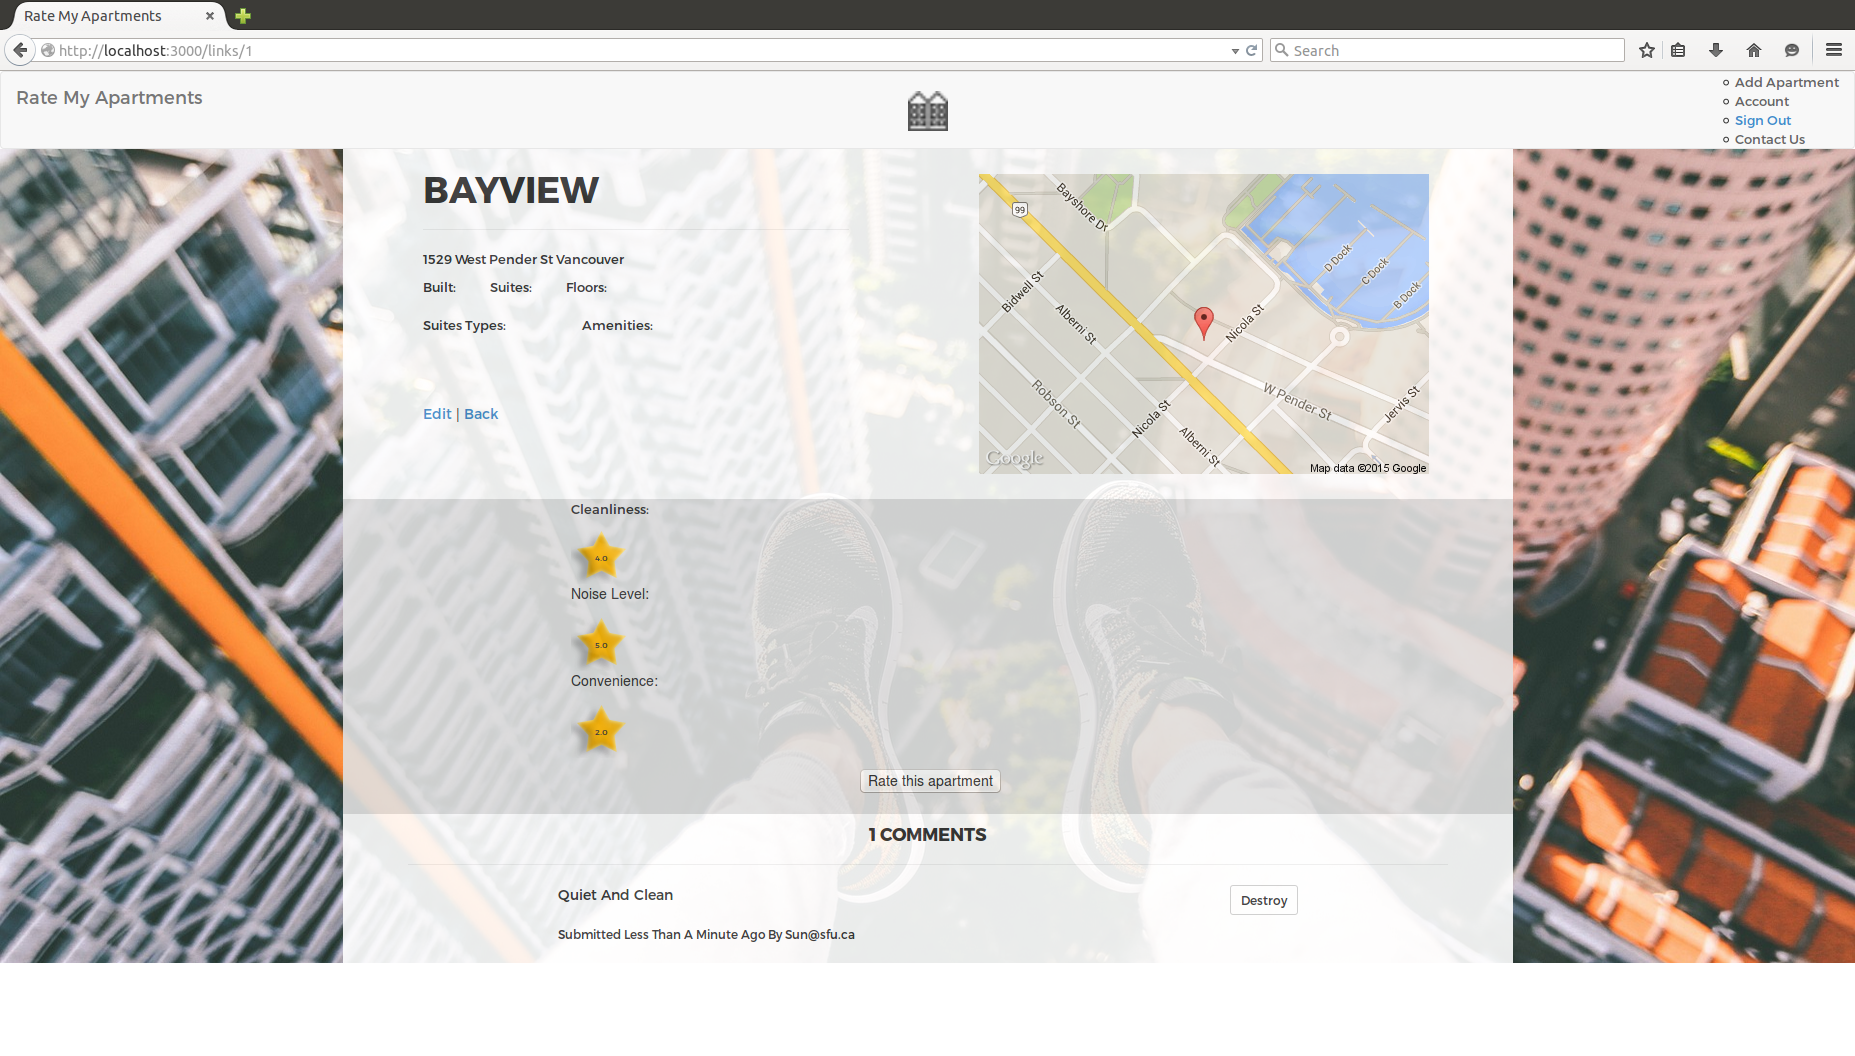 Rate My Apartments
http://localhost:3000/links/1
Search
Rate My Apartments
Add Apartment
Account
Sign Out
Contact Us
BAYVIEW
1529 West Pender St Vancouver
Built: Suites: Floors:
Suites Types: Amenities:
Edit | Back
99
Bayshore Dr
Bidwell St
Alberni St
Robson St
Nicola St
Nicola St
Alberni St
W Pender St
Jervis St
D Dock
C Dock
B Dock
Google
Map data ©2015 Google
Cleanliness:
4.0
Noise Level:
5.0
Convenience:
2.0
Rate this apartment
1 COMMENTS
Quiet And Clean
Destroy
Submitted Less Than A Minute Ago By Sun@sfu.ca